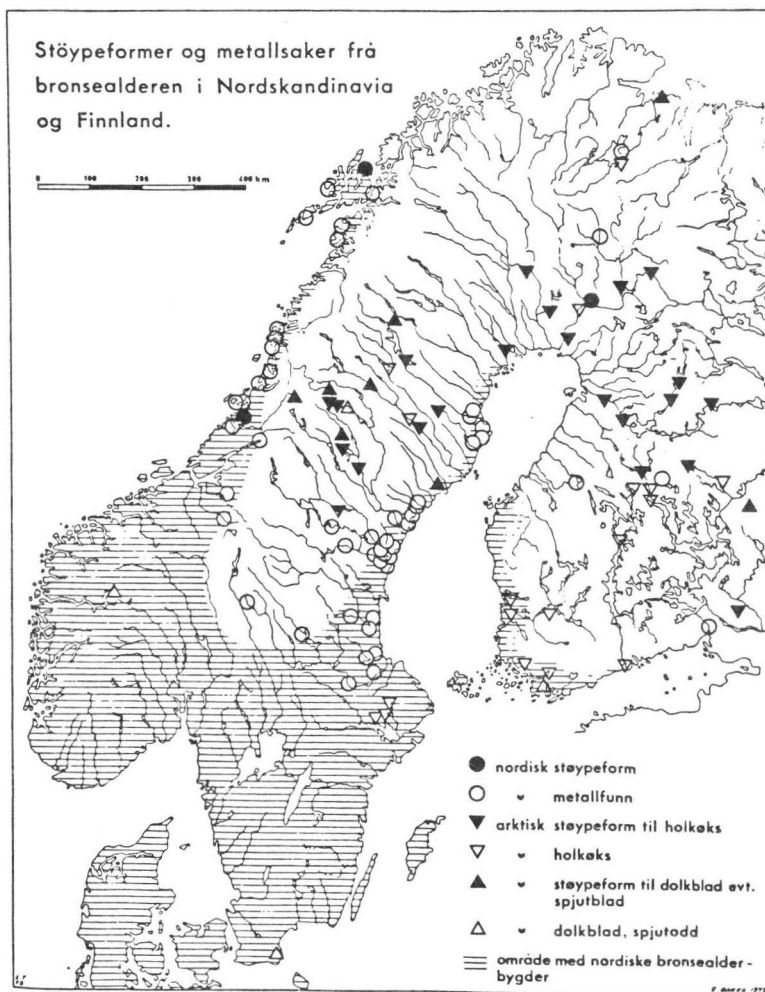 Stöypeformer og metallsaker frå
bronsealderen i Nordskandinavia
og Finnland.
0 100 200 300 400 km
nordisk støypeform
" metallfunn
arktisk støypeform til holkøks
" holkøks
" støypeform til dolkblad evt.
spjutblad
" dolkblad, spjutodd
område med nordiske bronsealder-
bygder